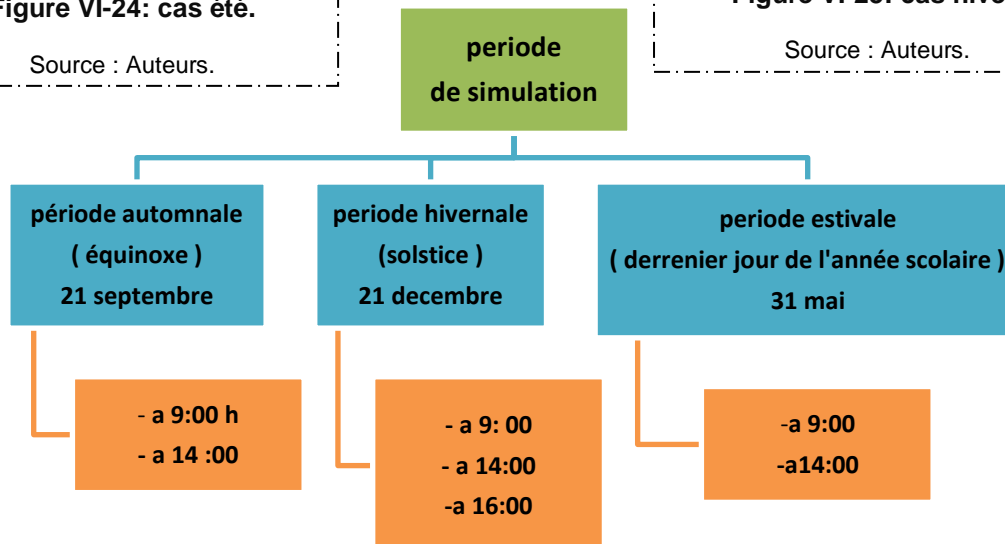 Figure VI-24: cas été.
Source : Auteurs.
Source : Auteurs.
periode
de simulation
période automnale
( équinoxe )
21 septembre
periode hivernale
(solstice )
21 decembre
periode estivale
( derrenier jour de l'année scolaire )
31 mai
- a 9:00 h
- a 14 :00
- a 9: 00
- a 14:00
-a 16:00
-a 9:00
-a14:00